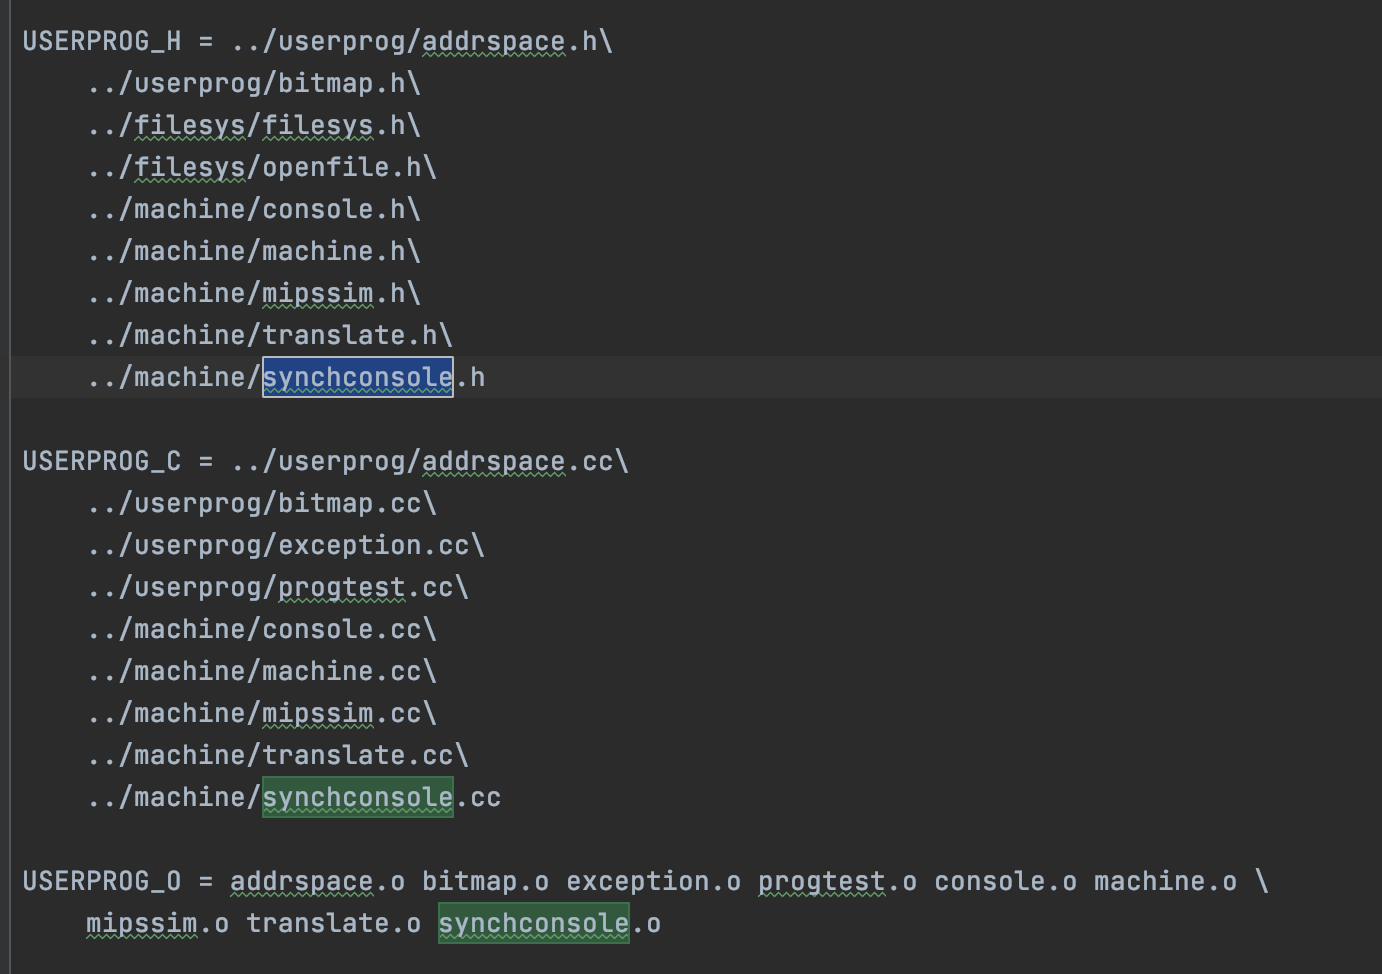 USERPROG_H = ../userprog/addrspace.h\
../userprog/bitmap.h\
../filesys/filesys.h\
../filesys/openfile.h\
../machine/console.h\
../machine/machine.h\
../machine/mipssim.h\
../machine/translate.h\
../machine/synchconsole.h
USERPROG_C = ../userprog/addrspace.cc\
../userprog/bitmap.cc\
../userprog/exception.cc\
../userprog/progtest.cc\
../machine/console.cc\
../machine/machine.cc\
../machine/mipssim.cc\
../machine/translate.cc\
../machine/synchconsole.cc
USERPROG_O = addrspace.o bitmap.o exception.o progtest.o console.o machine.o \
mipssim.o translate.o synchconsole.o